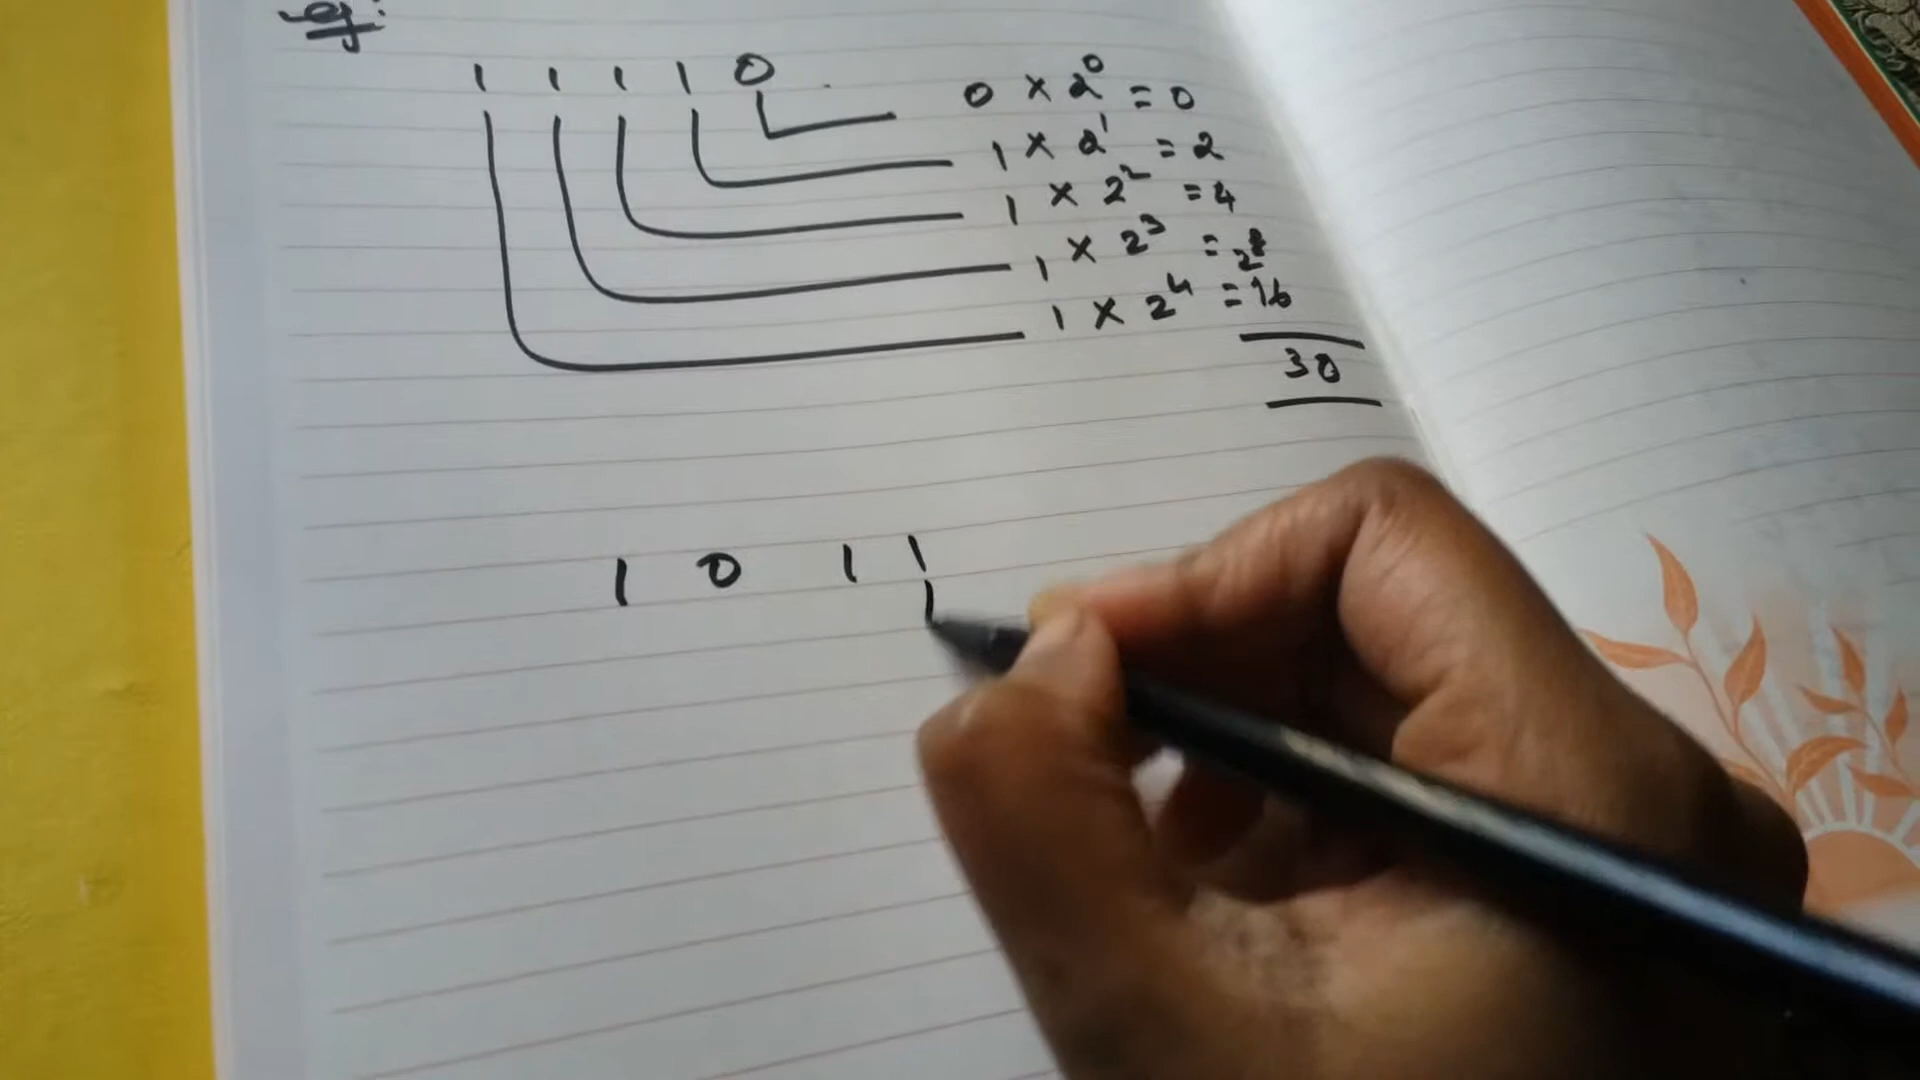 eg:
1 1 1 1 0
0 × 2⁰ = 0
1 × 2¹ = 2
1 × 2² = 4
1 × 2³ = 8
1 × 2⁴ = 16
30
1 0 1 1